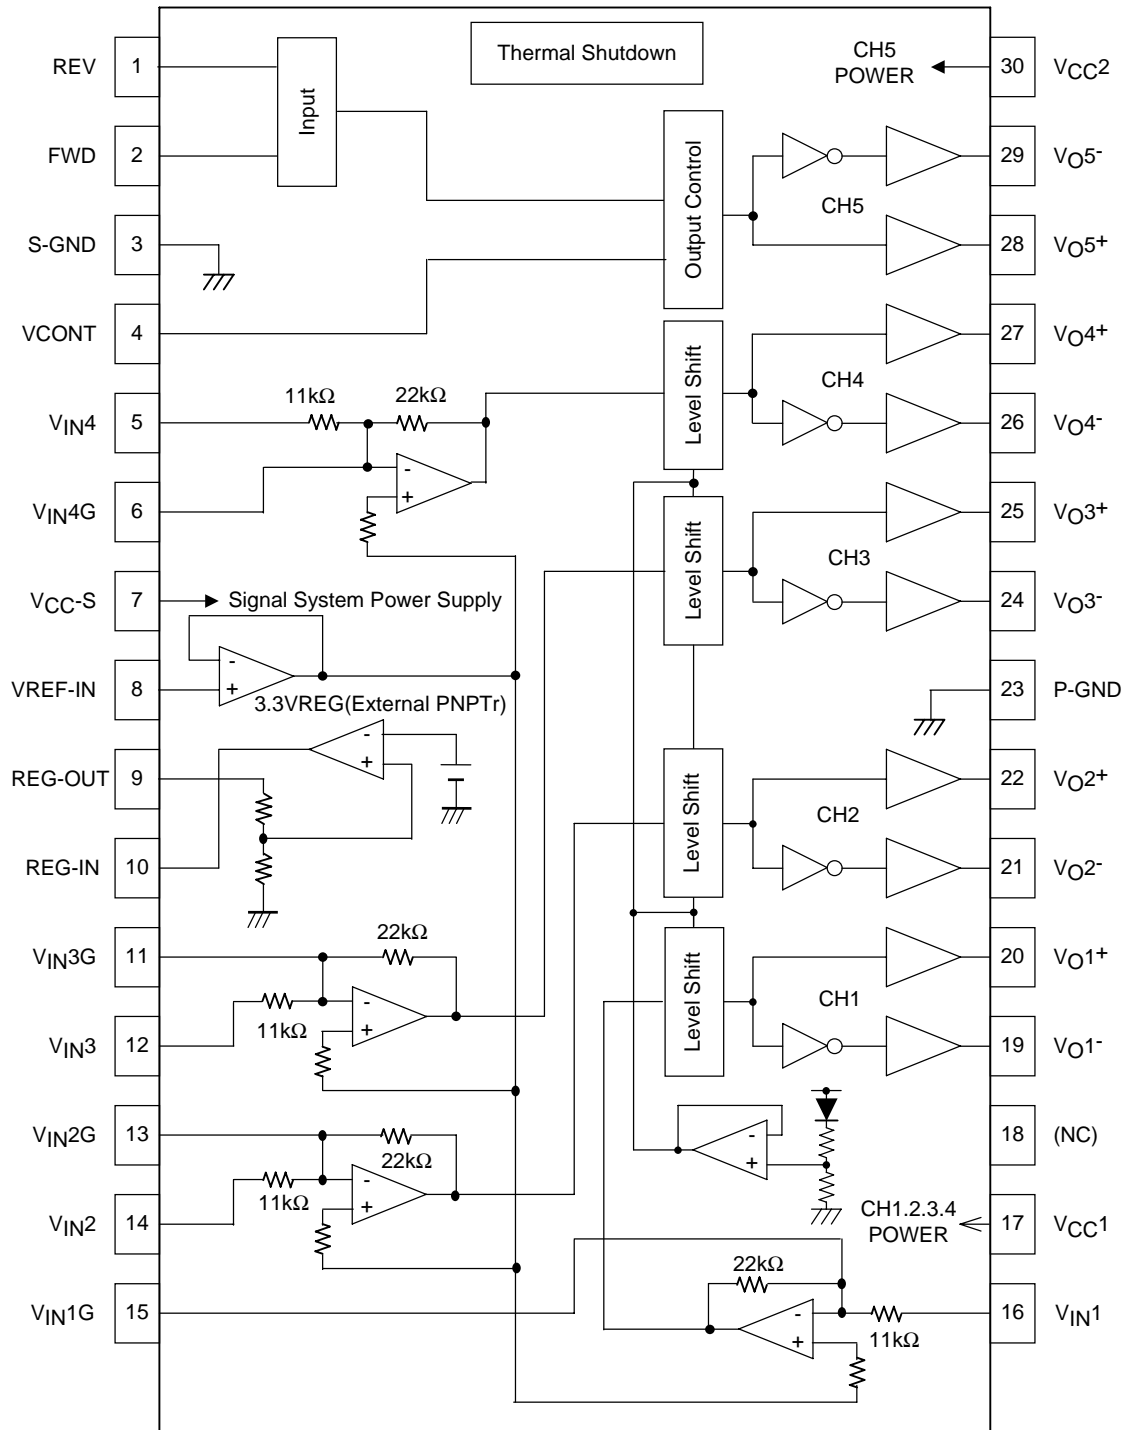 Thermal Shutdown
REV 1
FWD 2
S-GND 3
VCONT 4
VIN4 5
VIN4G 6
VCC-S 7
VREF-IN 8
REG-OUT 9
REG-IN 10
VIN3G 11
VIN3 12
VIN2G 13
VIN2 14
VIN1G 15
Input
Output Control
CH5
POWER
30 VCC2
29 VO5-
CH5
28 VO5+
27 VO4+
Level Shift
CH4
26 VO4-
25 VO3+
Level Shift
CH3
24 VO3-
23 P-GND
22 VO2+
Level Shift
CH2
21 VO2-
20 VO1+
Level Shift
CH1
19 VO1-
18 (NC)
CH1.2.3.4
POWER
17 VCC1
16 VIN1
11kΩ
22kΩ
-
+
Signal System Power Supply
-
+
3.3VREG(External PNPTr)
-
+
22kΩ
11kΩ
-
+
22kΩ
11kΩ
-
+
-
+
22kΩ
11kΩ
-
+